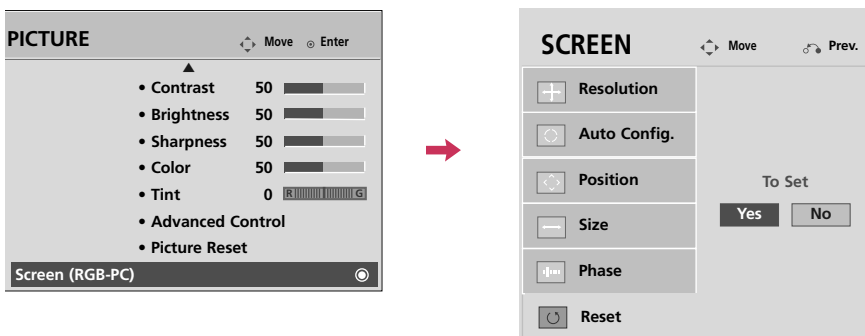 PICTURE
Move Enter
• Contrast 50
• Brightness 50
• Sharpness 50
• Color 50
• Tint 0 R G
• Advanced Control
• Picture Reset
Screen (RGB-PC)
SCREEN
Move Prev.
Resolution
Auto Config.
Position
Size
Phase
Reset
To Set
Yes No